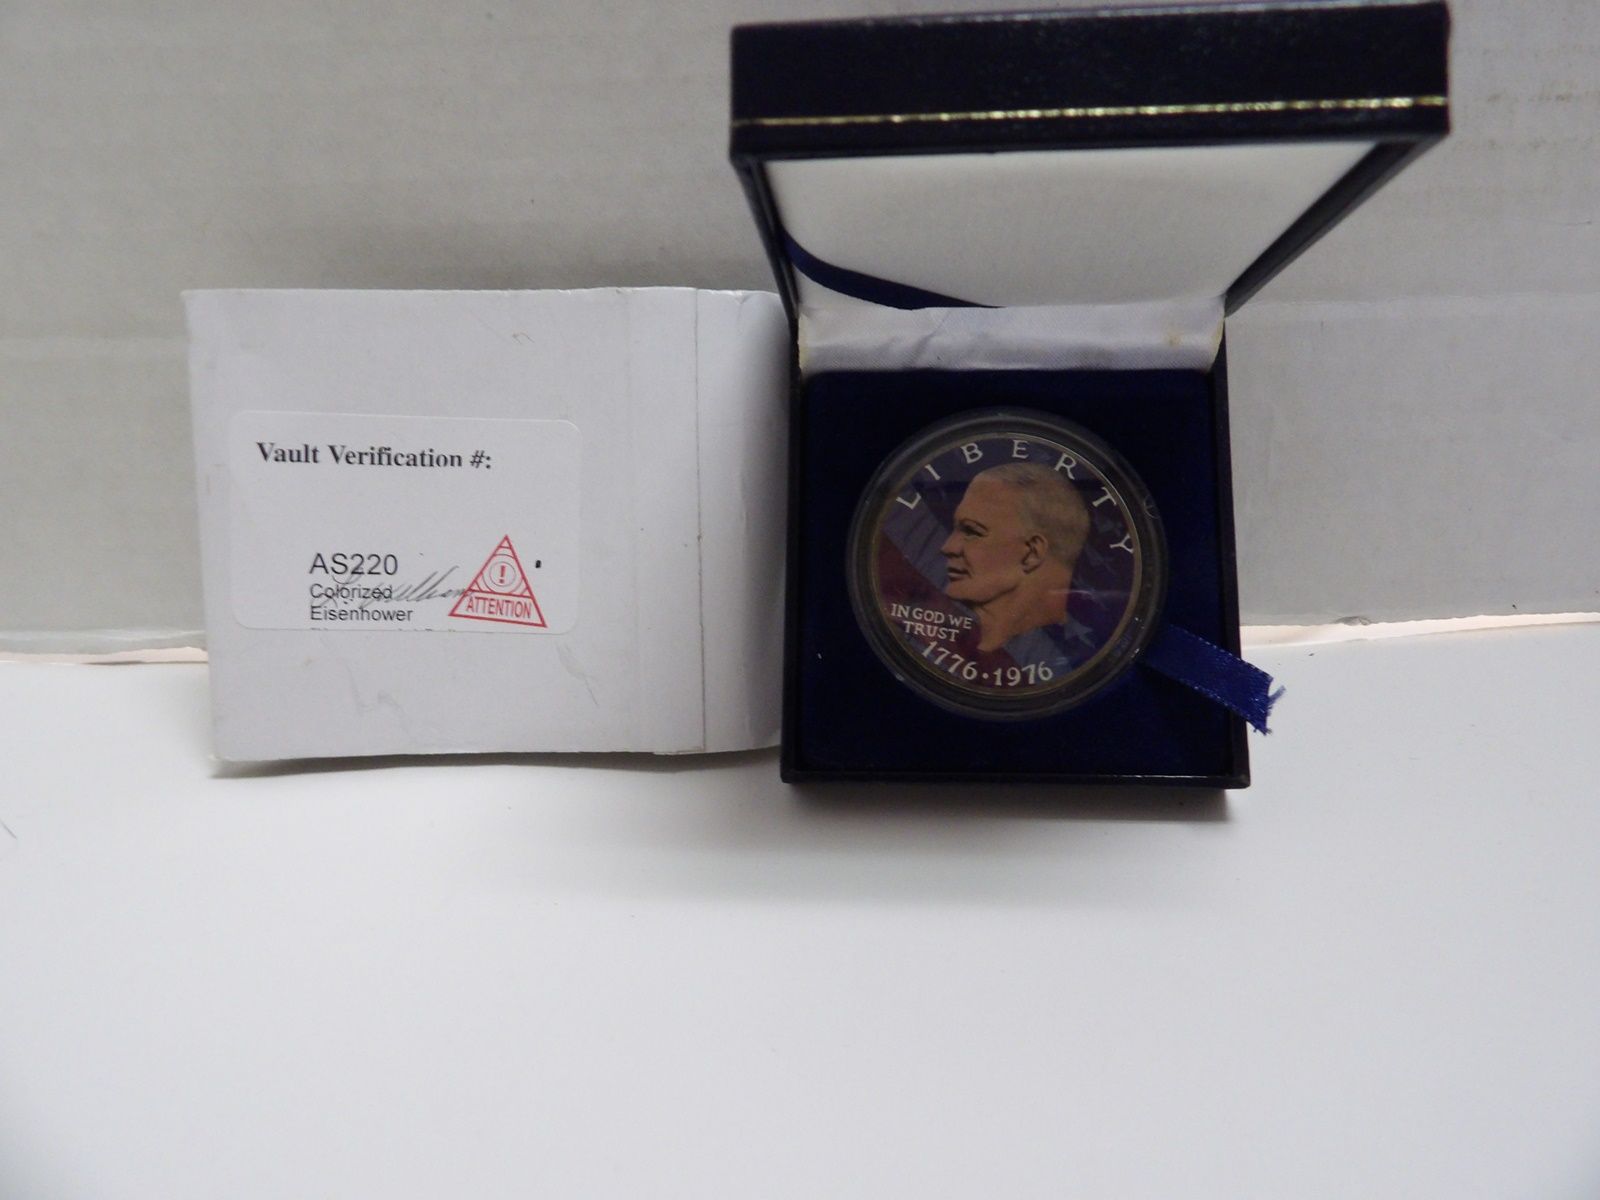 Vault Verification #:
AS220
Colorized
Eisenhower
!
ATTENTION
LIBERTY
IN GOD WE
TRUST
1776·1976